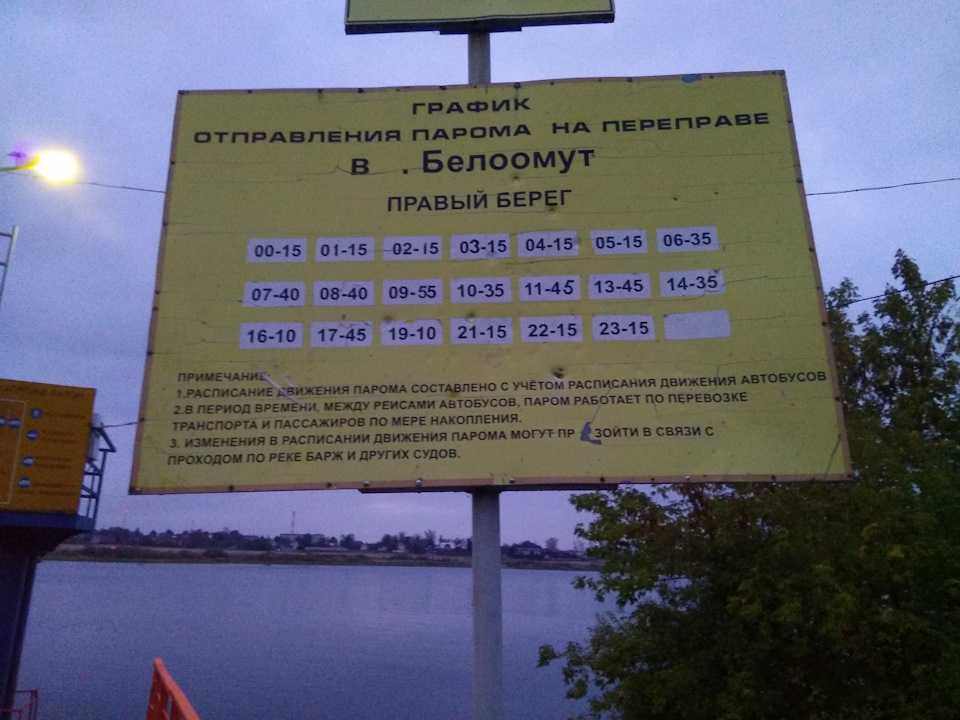 ГРАФИК
ОТПРАВЛЕНИЯ ПАРОМА НА ПЕРЕПРАВЕ
В . Белоомут
ПРАВЫЙ БЕРЕГ
00-15 01-15 02-15 03-15 04-15 05-15 06-35
07-40 08-40 09-55 10-35 11-45 13-45 14-35
16-10 17-45 19-10 21-15 22-15 23-15
ПРИМЕЧАНИЕ:
1.РАСПИСАНИЕ ДВИЖЕНИЯ ПАРОМА СОСТАВЛЕНО С УЧЁТОМ РАСПИСАНИЯ ДВИЖЕНИЯ АВТОБУСОВ
2.В ПЕРИОД ВРЕМЕНИ, МЕЖДУ РЕЙСАМИ АВТОБУСОВ, ПАРОМ РАБОТАЕТ ПО ПЕРЕВОЗКЕ
ТРАНСПОРТА И ПАССАЖИРОВ ПО МЕРЕ НАКОПЛЕНИЯ.
3. ИЗМЕНЕНИЯ В РАСПИСАНИИ ДВИЖЕНИЯ ПАРОМА МОГУТ ПР ЗОЙТИ В СВЯЗИ С
ПРОХОДОМ ПО РЕКЕ БАРЖ И ДРУГИХ СУДОВ.